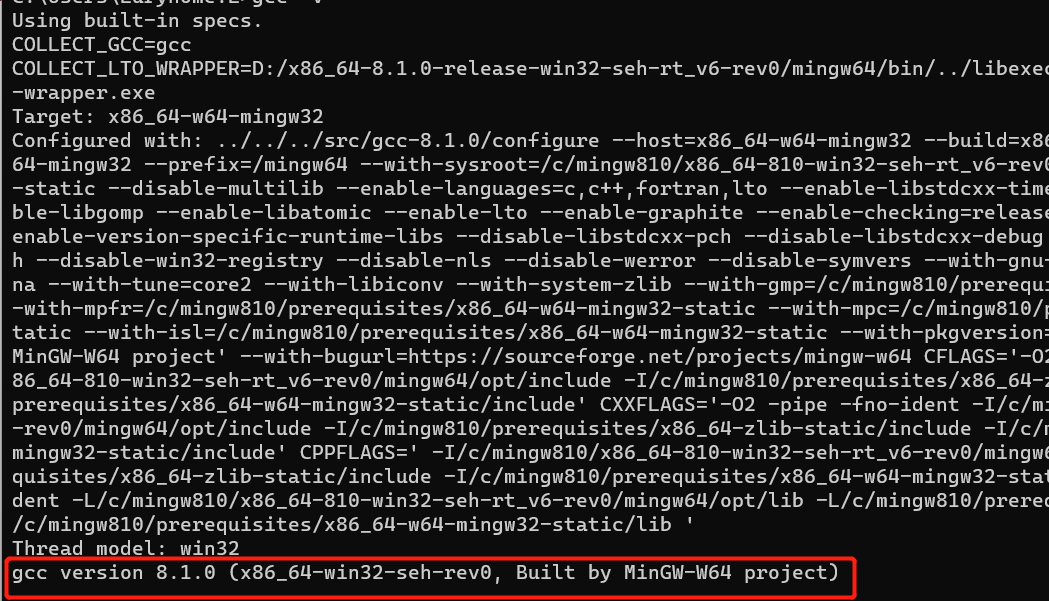 Using built-in specs.
COLLECT_GCC=gcc
COLLECT_LTO_WRAPPER=D:/x86_64-8.1.0-release-win32-seh-rt_v6-rev0/mingw64/bin/../libexec
-wrapper.exe
Target: x86_64-w64-mingw32
Configured with: ../../../src/gcc-8.1.0/configure --host=x86_64-w64-mingw32 --build=x86
64-mingw32 --prefix=/mingw64 --with-sysroot=/c/mingw810/x86_64-810-win32-seh-rt_v6-rev0
-static --disable-multilib --enable-languages=c,c++,fortran,lto --enable-libstdcxx-time
ble-libgomp --enable-libatomic --enable-lto --enable-graphite --enable-checking=release
enable-version-specific-runtime-libs --disable-libstdcxx-pch --disable-libstdcxx-debug
h --disable-win32-registry --disable-nls --disable-werror --disable-symvers --with-gnu-
na --with-tune=core2 --with-libiconv --with-system-zlib --with-gmp=/c/mingw810/prerequi
-with-mpfr=/c/mingw810/prerequisites/x86_64-w64-mingw32-static --with-mpc=/c/mingw810/p
tatic --with-isl=/c/mingw810/prerequisites/x86_64-w64-mingw32-static --with-pkgversion=
MinGW-W64 project' --with-bugurl=https://sourceforge.net/projects/mingw-w64 CFLAGS='-O2
86_64-810-win32-seh-rt_v6-rev0/mingw64/opt/include -I/c/mingw810/prerequisites/x86_64-z
prerequisites/x86_64-w64-mingw32-static/include' CXXFLAGS='-O2 -pipe -fno-ident -I/c/mi
-rev0/mingw64/opt/include -I/c/mingw810/prerequisites/x86_64-zlib-static/include -I/c/m
mingw32-static/include' CPPFLAGS=' -I/c/mingw810/x86_64-810-win32-seh-rt_v6-rev0/mingw6
quisites/x86_64-zlib-static/include -I/c/mingw810/prerequisites/x86_64-w64-mingw32-stat
dent -L/c/mingw810/x86_64-810-win32-seh-rt_v6-rev0/mingw64/opt/lib -L/c/mingw810/prereq
/c/mingw810/prerequisites/x86_64-w64-mingw32-static/lib '
Thread model: win32
gcc version 8.1.0 (x86_64-win32-seh-rev0, Built by MinGW-W64 project)